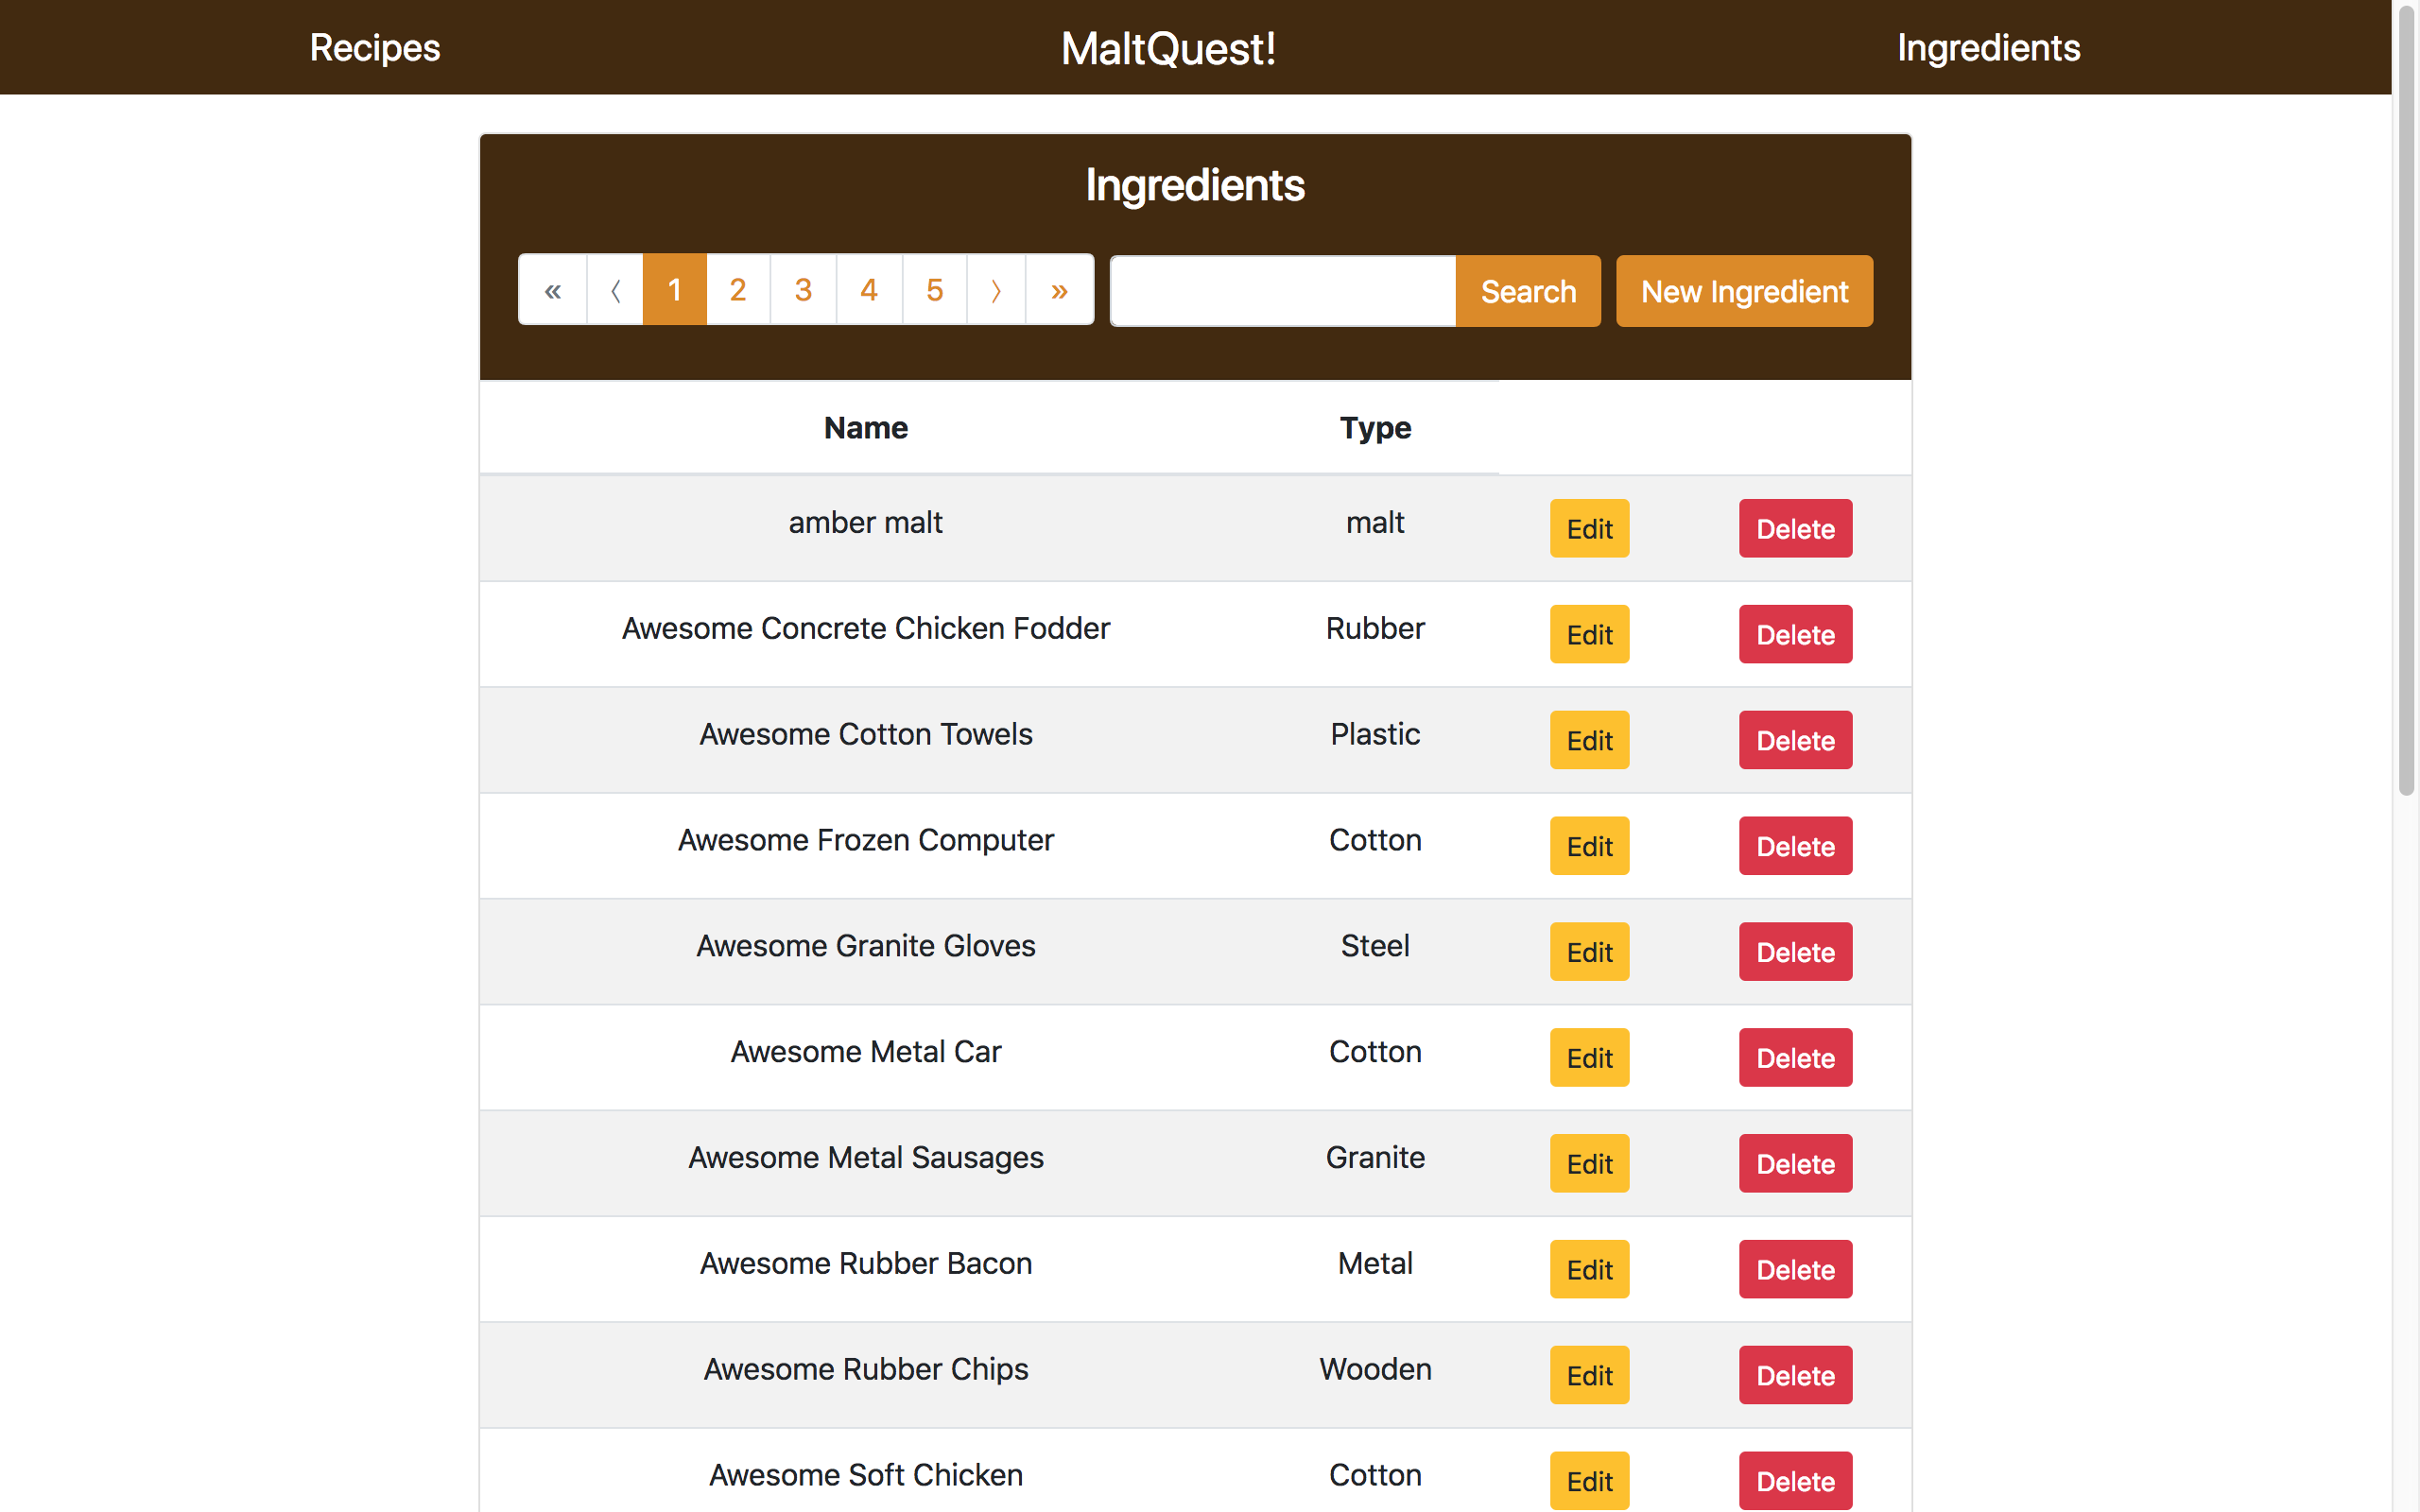 Recipes MaltQuest! Ingredients
Ingredients
« ‹ 1 2 3 4 5 › » Search New Ingredient
Name Type
amber malt malt Edit Delete
Awesome Concrete Chicken Fodder Rubber Edit Delete
Awesome Cotton Towels Plastic Edit Delete
Awesome Frozen Computer Cotton Edit Delete
Awesome Granite Gloves Steel Edit Delete
Awesome Metal Car Cotton Edit Delete
Awesome Metal Sausages Granite Edit Delete
Awesome Rubber Bacon Metal Edit Delete
Awesome Rubber Chips Wooden Edit Delete
Awesome Soft Chicken Cotton Edit Delete